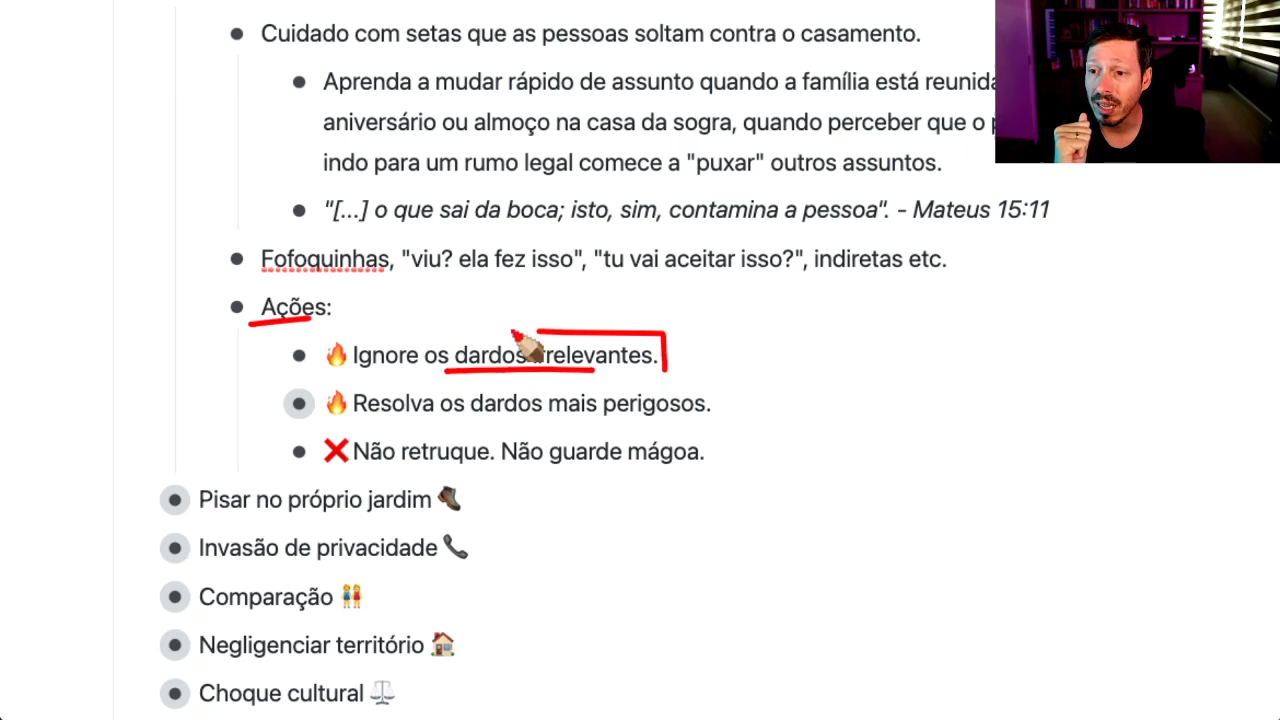 Cuidado com setas que as pessoas soltam contra o casamento.
Aprenda a mudar rápido de assunto quando a família está
aniversário ou almoço na casa da sogra, quando perceber que o
indo para um rumo legal comece a "puxar" outros assuntos.
"[...] o que sai da boca; isto, sim, contamina a pessoa". - Mateus 15:11
Fofoquinhas, "viu? ela fez isso", "tu vai aceitar isso?", indiretas etc.
Ações:
🔥 Ignore os dardos irrelevantes.
🔥 Resolva os dardos mais perigosos.
❌ Não retruque. Não guarde mágoa.
Pisar no próprio jardim 🥾
Invasão de privacidade 📞
Comparação 👭
Negligenciar território 🏠
Choque cultural ⚖️